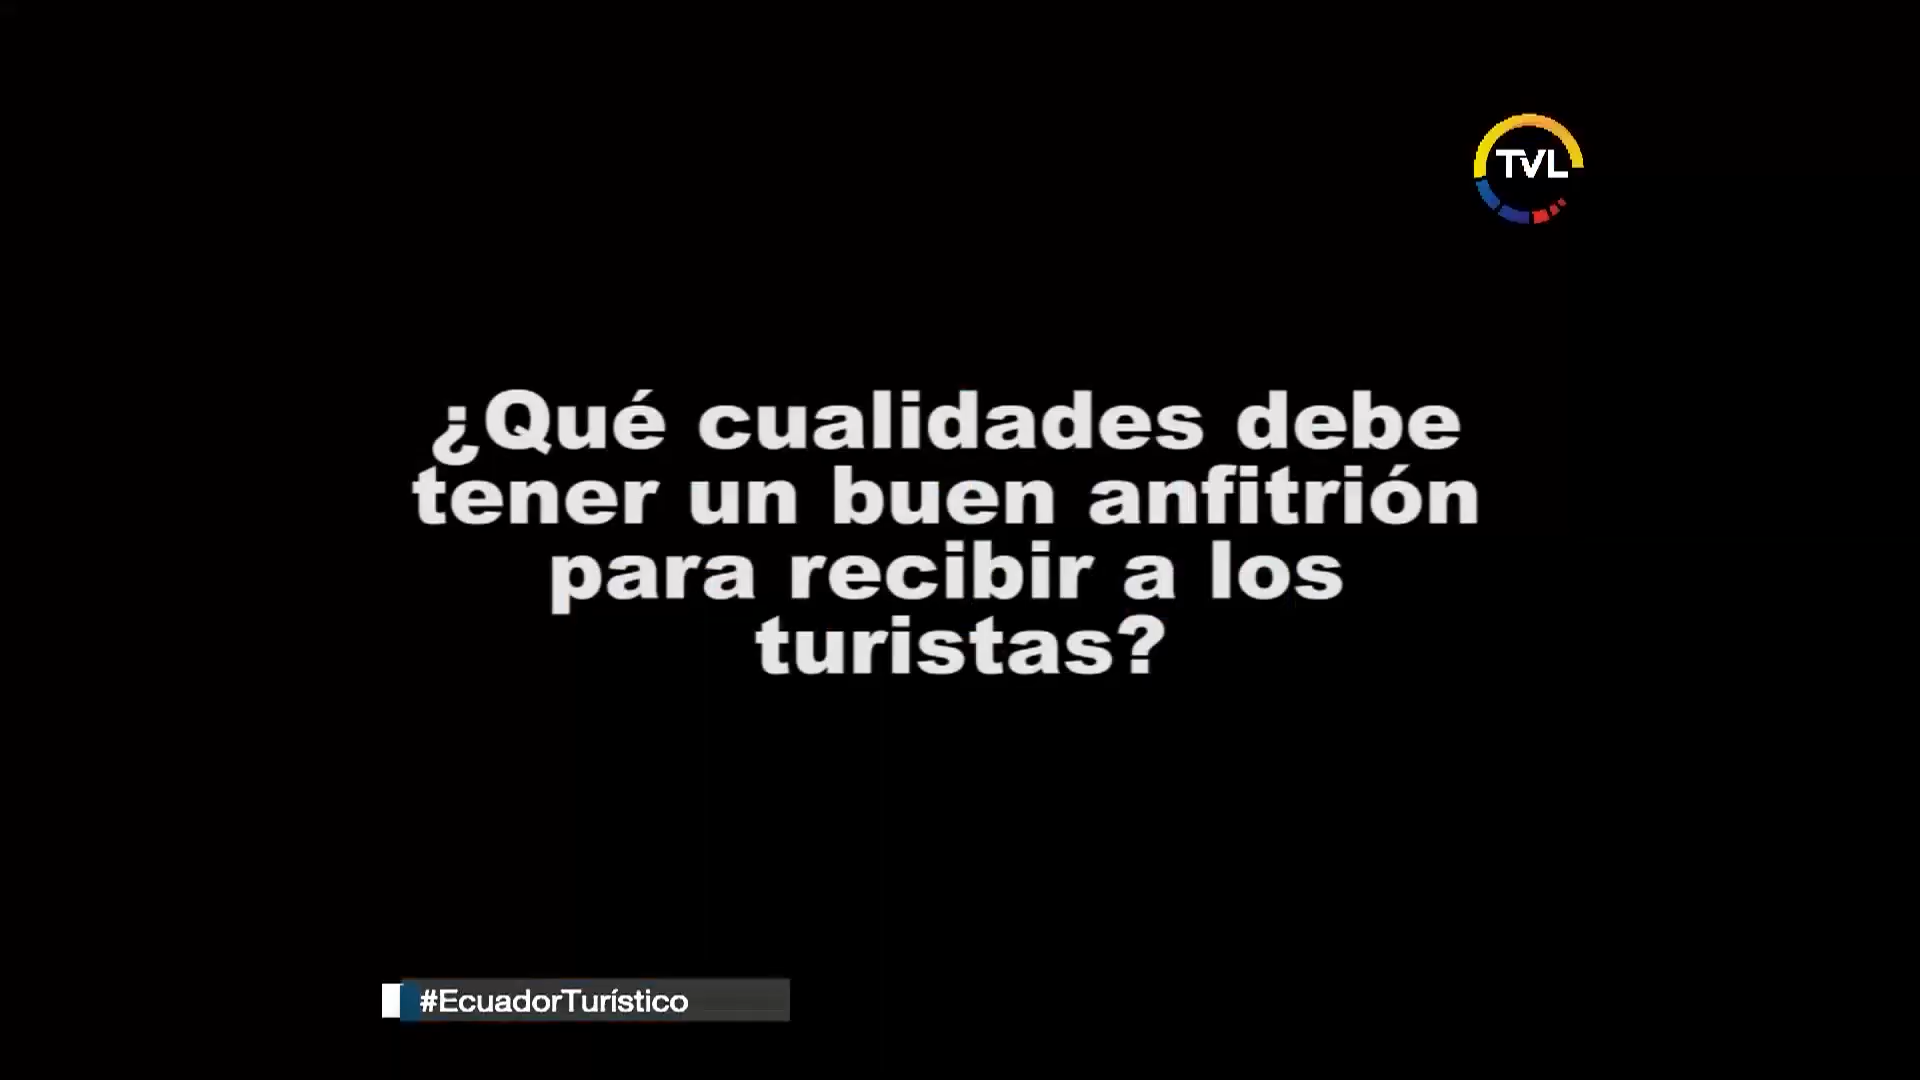 TVL
¿Qué cualidades debe
tener un buen anfitrión
para recibir a los
turistas?
#EcuadorTurístico